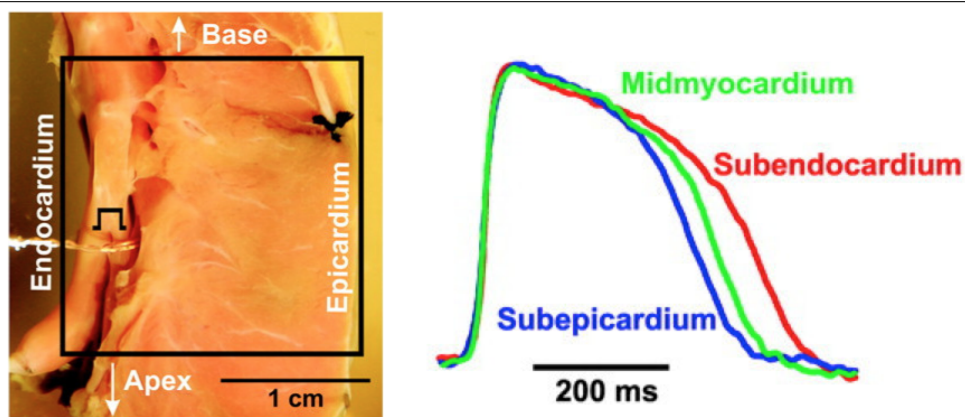 Base
Endocardium
Epicardium
Apex
1 cm
Midmyocardium
Subendocardium
Subepicardium
200 ms